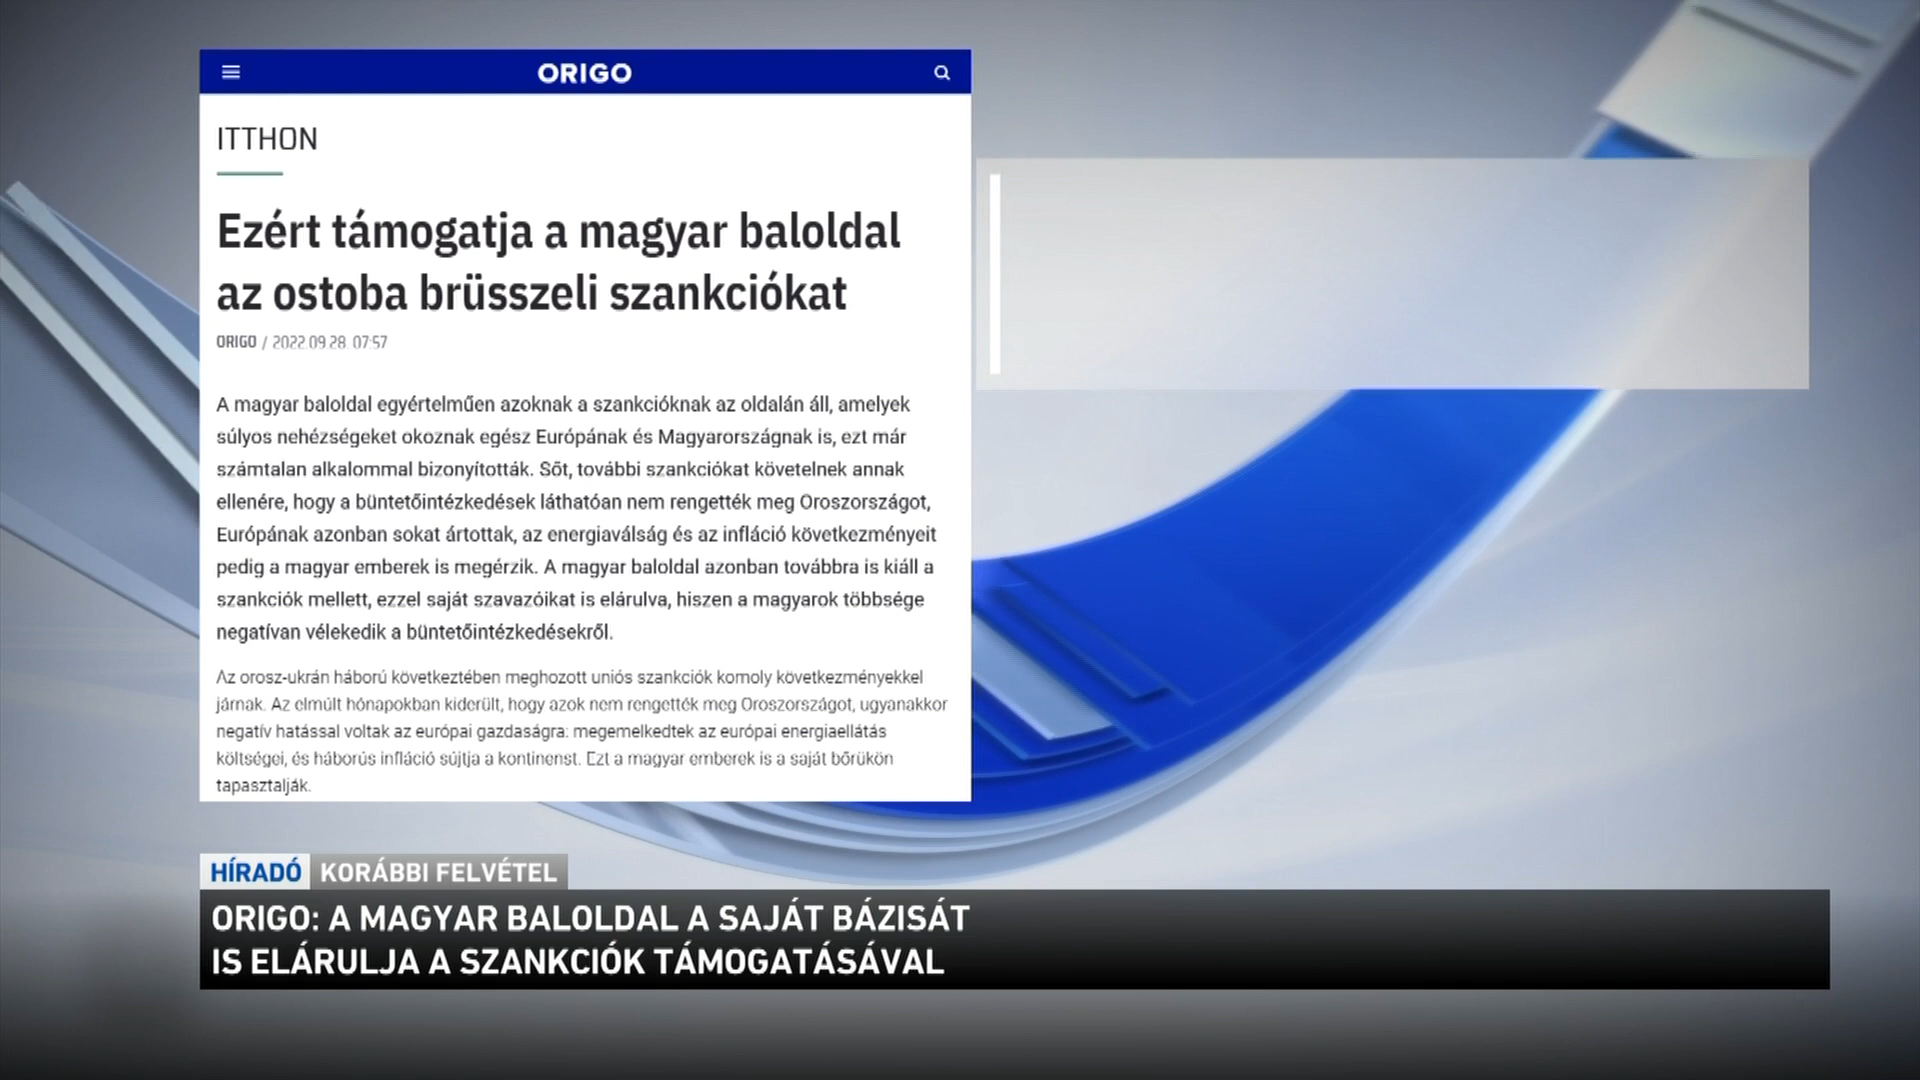 ORIGO
ITTHON
Ezért támogatja a magyar baloldal
az ostoba brüsszeli szankciókat
ORIGO / 2022.09.28. 07:57
A magyar baloldal egyértelműen azoknak a szankcióknak az oldalán áll, amelyek
súlyos nehézségeket okoznak egész Európának és Magyarországnak is, ezt már
számtalan alkalommal bizonyították. Sőt, további szankciókat követelnek annak
ellenére, hogy a büntetőintézkedések láthatóan nem rengették meg Oroszországot,
Európának azonban sokat ártottak, az energiaválság és az infláció következményeit
pedig a magyar emberek is megérzik. A magyar baloldal azonban továbbra is kiáll a
szankciók mellett, ezzel saját szavazóikat is elárulva, hiszen a magyarok többsége
negatívan vélekedik a büntetőintézkedésekről.
Az orosz-ukrán háború következtében meghozott uniós szankciók komoly következményekkel
járnak. Az elmúlt hónapokban kiderült, hogy azok nem rengették meg Oroszországot, ugyanakkor
negatív hatással voltak az európai gazdaságra: megemelkedtek az európai energiaellátás
költségei, és háborús infláció sújtja a kontinenst. Ezt a magyar emberek is a saját bőrükön
tapasztalják.
HÍRADÓ KORÁBBI FELVÉTEL
ORIGO: A MAGYAR BALOLDAL A SAJÁT BÁZISÁT
IS ELÁRULJA A SZANKCIÓK TÁMOGATÁSÁVAL